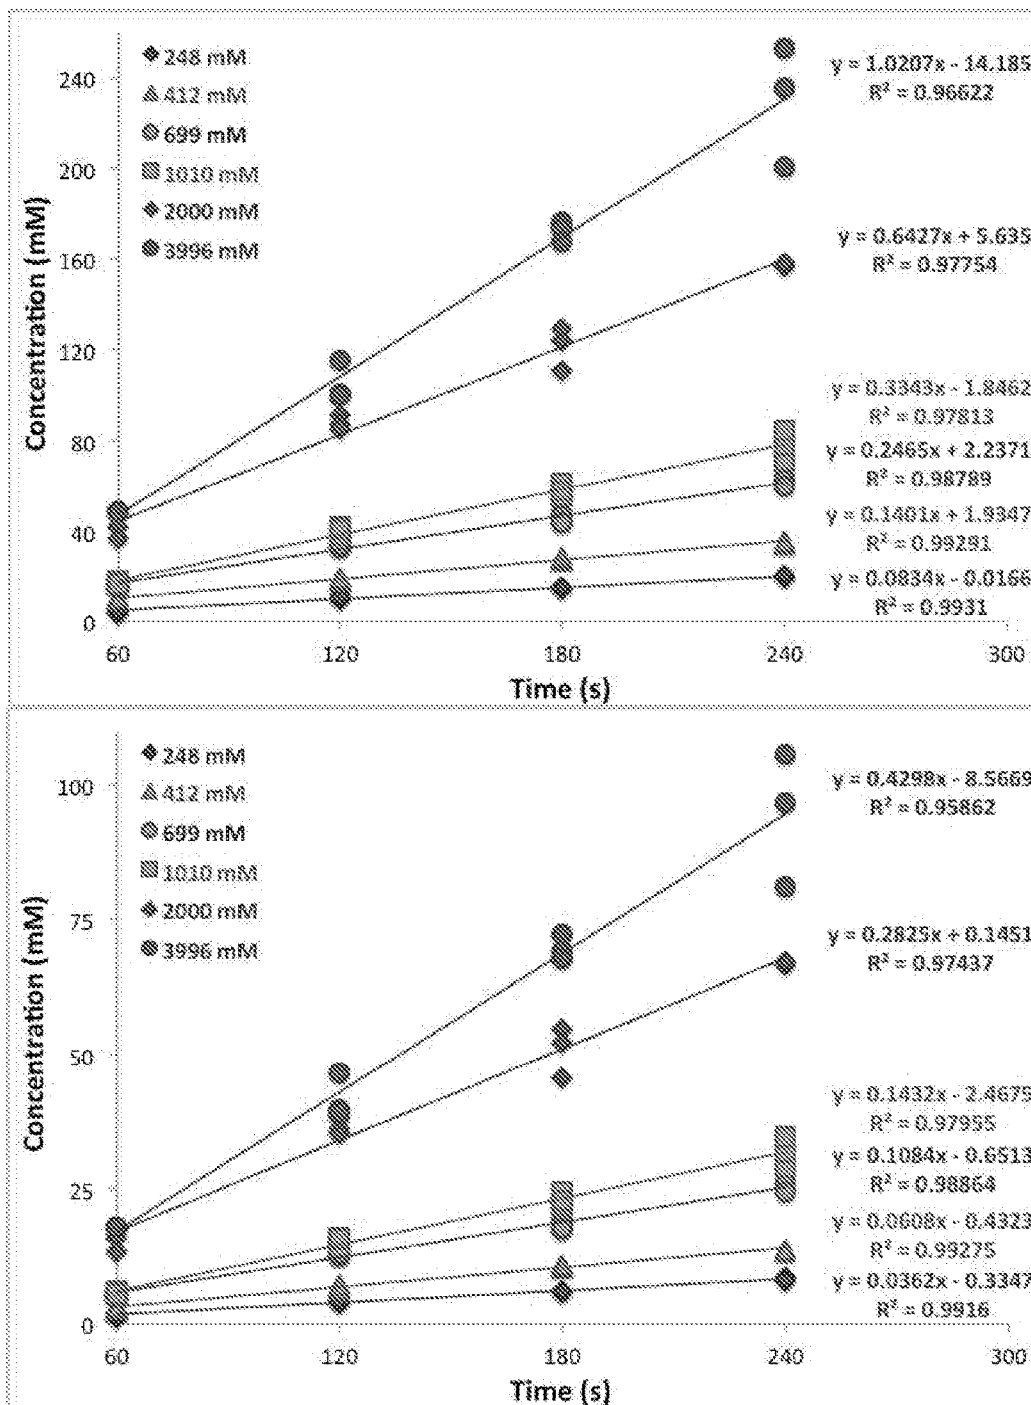 248 mM
412 mM
699 mM
1010 mM
2000 mM
3996 mM
y = 1.0207x - 14.185
R² = 0.96622
y = 0.6427x + 5.635
R² = 0.97754
y = 0.3343x - 1.8462
R² = 0.97813
y = 0.2465x + 2.2371
R² = 0.98789
y = 0.1401x + 1.9347
R² = 0.99291
y = 0.0834x - 0.0166
R² = 0.9931
Concentration (mM)
240
200
160
120
80
40
0
60 120 180 240 300
Time (s)
248 mM
412 mM
699 mM
1010 mM
2000 mM
3996 mM
y = 0.4298x - 8.5669
R² = 0.95862
y = 0.2825x + 0.1451
R² = 0.97437
y = 0.1432x - 2.4675
R² = 0.97955
y = 0.1084x - 0.6513
R² = 0.98864
y = 0.0608x - 0.4323
R² = 0.99275
y = 0.0362x - 0.3347
R² = 0.9916
Concentration (mM)
100
75
50
25
0
60 120 180 240 300
Time (s)